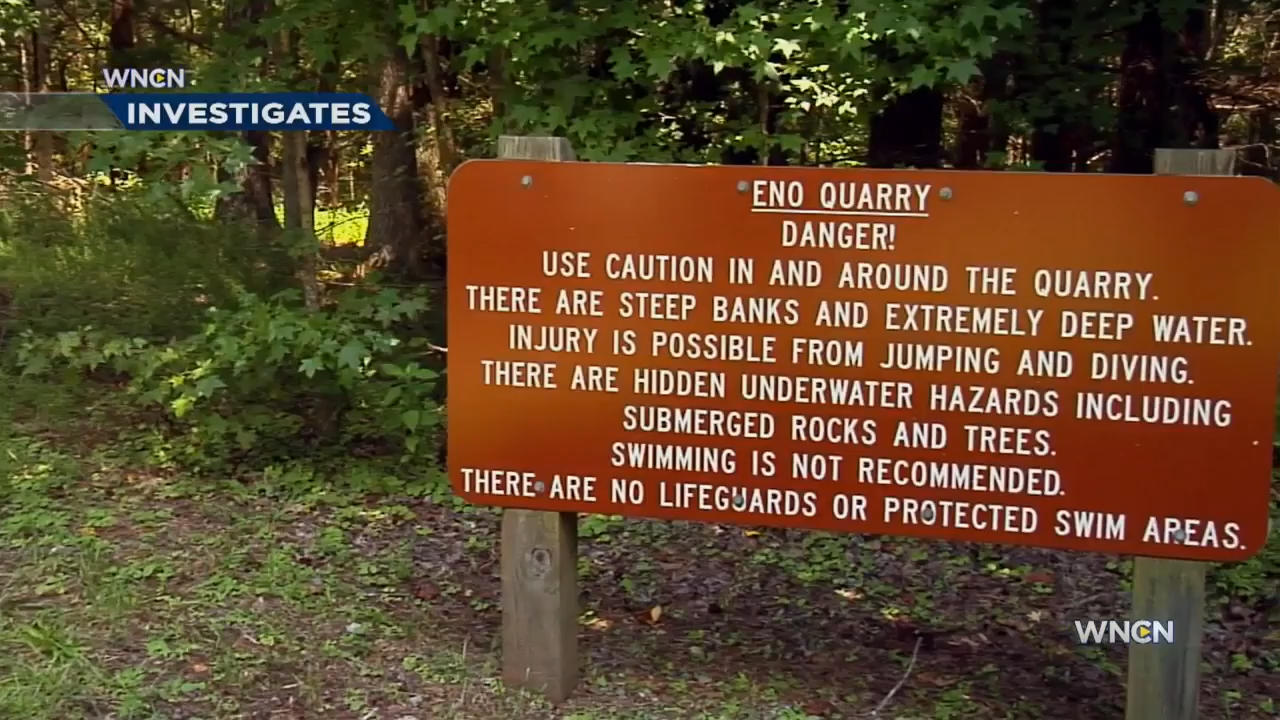 WNCN
INVESTIGATES
ENO QUARRY
DANGER!
USE CAUTION IN AND AROUND THE QUARRY.
THERE ARE STEEP BANKS AND EXTREMELY DEEP WATER.
INJURY IS POSSIBLE FROM JUMPING AND DIVING.
THERE ARE HIDDEN UNDERWATER HAZARDS INCLUDING
SUBMERGED ROCKS AND TREES.
SWIMMING IS NOT RECOMMENDED.
THERE ARE NO LIFEGUARDS OR PROTECTED SWIM AREAS.
WNCN